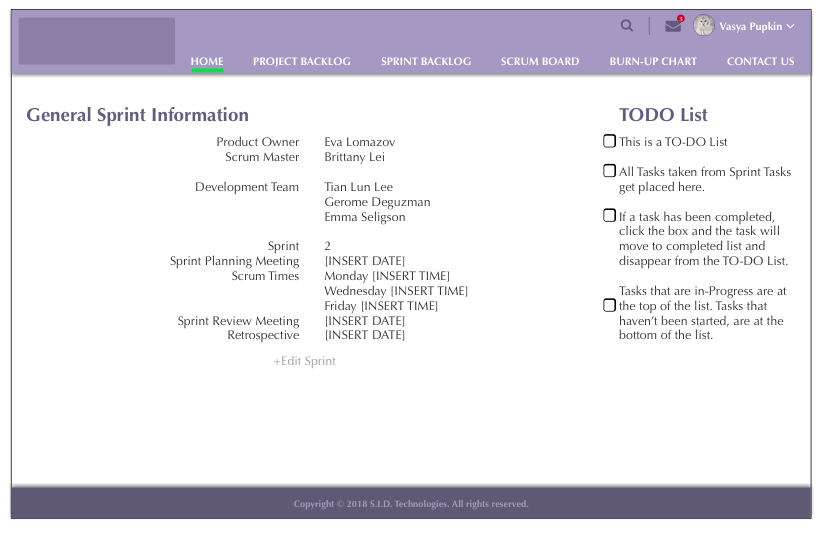 1
Vasya Pupkin
HOME PROJECT BACKLOG SPRINT BACKLOG SCRUM BOARD BURN-UP CHART CONTACT US
General Sprint Information
Product Owner Eva Lomazov
Scrum Master Brittany Lei
Development Team Tian Lun Lee
Gerome Deguzman
Emma Seligson
Sprint 2
Sprint Planning Meeting [INSERT DATE]
Scrum Times Monday [INSERT TIME]
Wednesday [INSERT TIME]
Friday [INSERT TIME]
Sprint Review Meeting [INSERT DATE]
Retrospective [INSERT DATE]
+Edit Sprint
TODO List
This is a TO-DO List
All Tasks taken from Sprint Tasks
get placed here.
If a task has been completed,
click the box and the task will
move to completed list and
disappear from the TO-DO List.
Tasks that are in-Progress are at
the top of the list. Tasks that
haven't been started, are at the
bottom of the list.
Copyright © 2018 S.I.D. Technologies. All rights reserved.